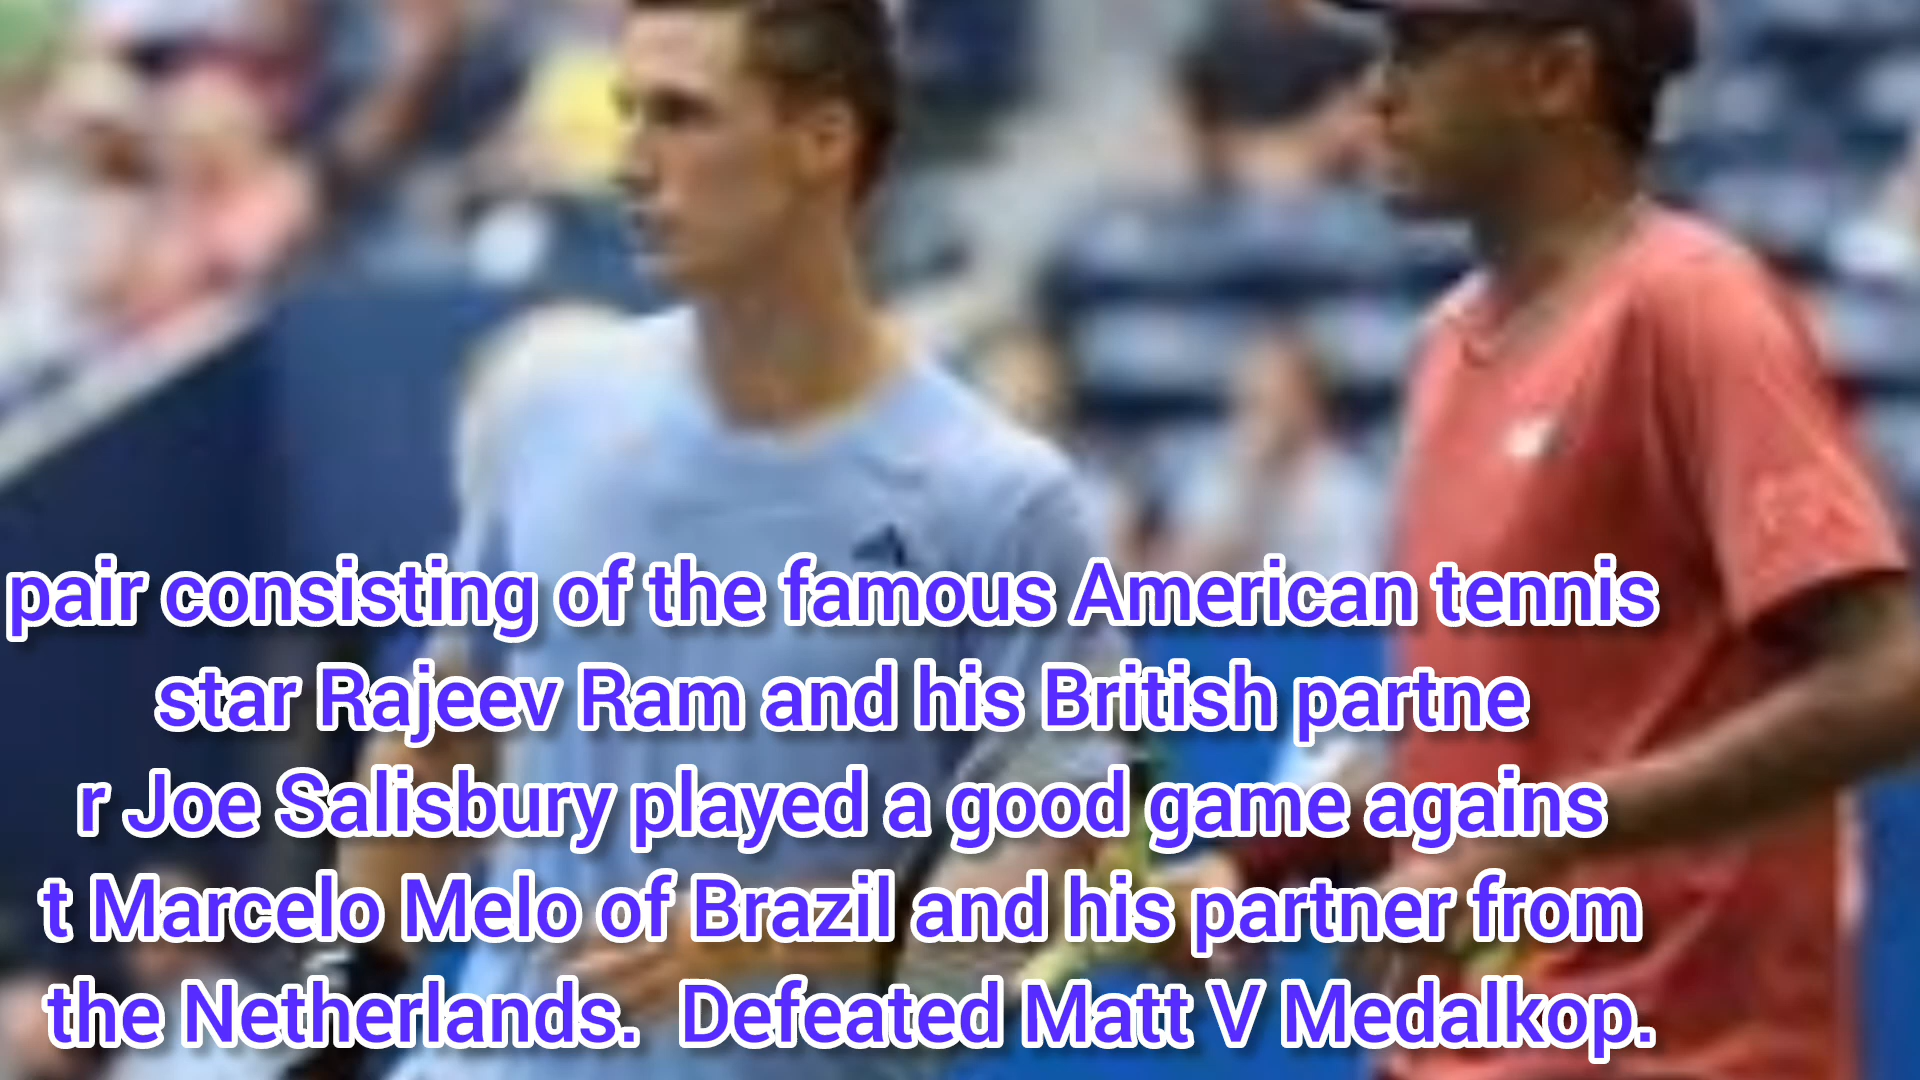 pair consisting of the famous American tennis
star Rajeev Ram and his British partne
r Joe Salisbury played a good game agains
t Marcelo Melo of Brazil and his partner from
the Netherlands.  Defeated Matt V Medalkop.